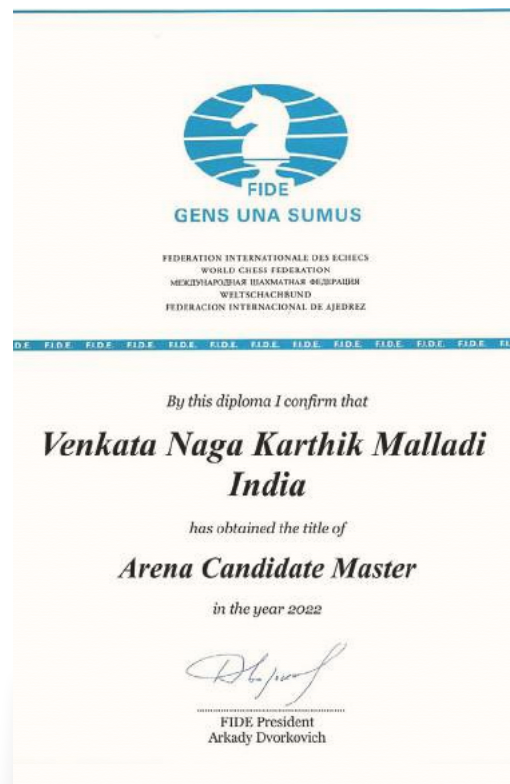 FIDE
GENS UNA SUMUS
FEDERATION INTERNATIONALE DES ECHECS
WORLD CHESS FEDERATION
МЕЖДУНАРОДНАЯ ШАХМАТНАЯ ФЕДЕРАЦИЯ
WELTSCHACHBUND
FEDERACION INTERNACIONAL DE AJEDREZ
F.I.D.E. F.I.D.E. F.I.D.E. F.I.D.E. F.I.D.E. F.I.D.E. F.I.D.E. F.I.D.E. F.I.D.E. F.I.D.E. F.I.D.E.
By this diploma I confirm that
Venkata Naga Karthik Malladi
India
has obtained the title of
Arena Candidate Master
in the year 2022
FIDE President
Arkady Dvorkovich